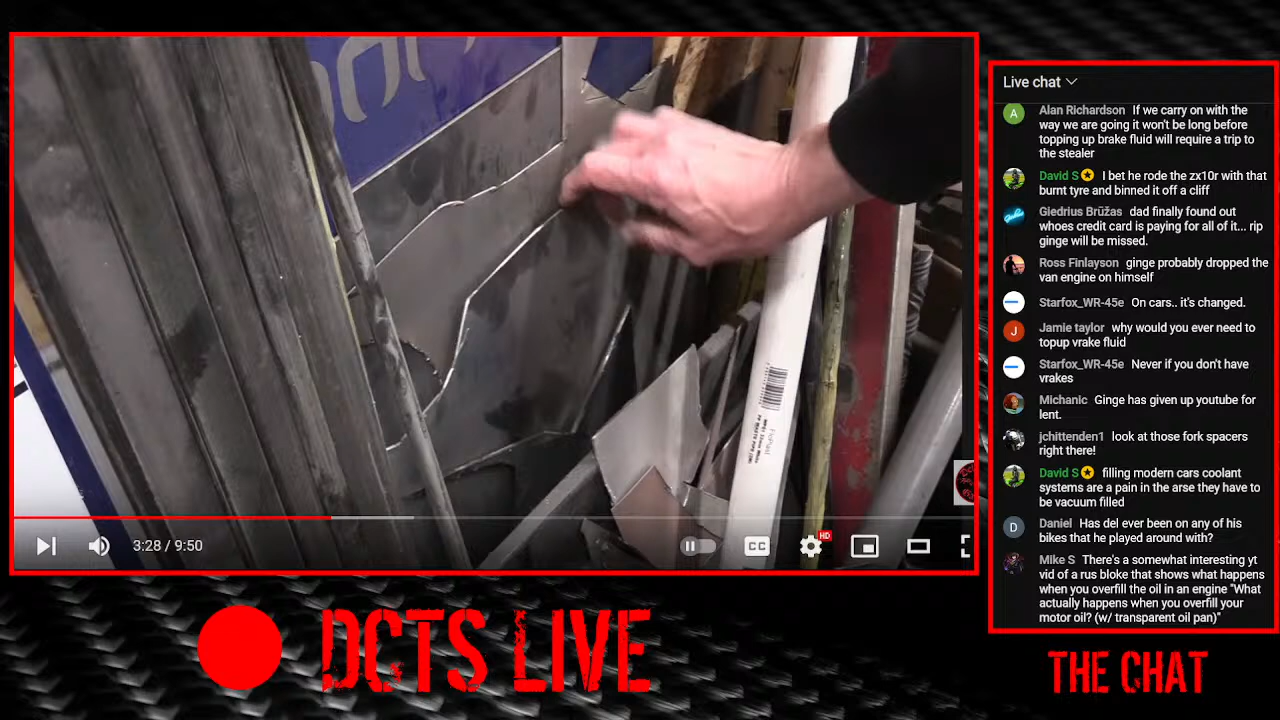 Live chat
Alan Richardson If we carry on with the
way we are going it won't be long before
topping up brake fluid will require a trip to
the stealer
David S I bet he rode the zx10r with that
burnt tyre and binned it off a cliff
Giedrius Brūžas dad finally found out
whoes credit card is paying for all of it... rip
ginge will be missed.
Ross Finlayson ginge probably dropped the
van engine on himself
Starfox_WR-45e On cars.. it's changed.
Jamie taylor why would you ever need to
topup vrake fluid
Starfox_WR-45e Never if you don't have
vrakes
Michanic Ginge has given up youtube for
lent.
jchittenden1 look at those fork spacers
right there!
David S filling modern cars coolant
systems are a pain in the arse they have to
be vacuum filled
Daniel Has del ever been on any of his
bikes that he played around with?
Mike S There's a somewhat interesting yt
vid of a rus bloke that shows what happens
when you overfill the oil in an engine "What
actually happens when you overfill your
motor oil? (w/ transparent oil pan)"
3:28 / 9:50
CC
HD
DCTS LIVE
THE CHAT